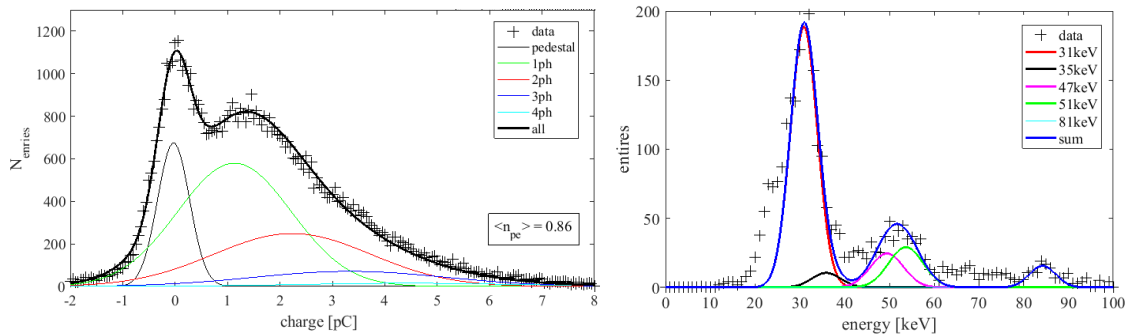 1200
1000
800
600
400
200
0
N_enries
-2 -1 0 1 2 3 4 5 6 7 8
charge [pC]
data
pedestal
1ph
2ph
3ph
4ph
all
<n_pe> = 0.86
200
150
100
50
0
entires
0 10 20 30 40 50 60 70 80 90 100
energy [keV]
data
31keV
35keV
47keV
51keV
81keV
sum